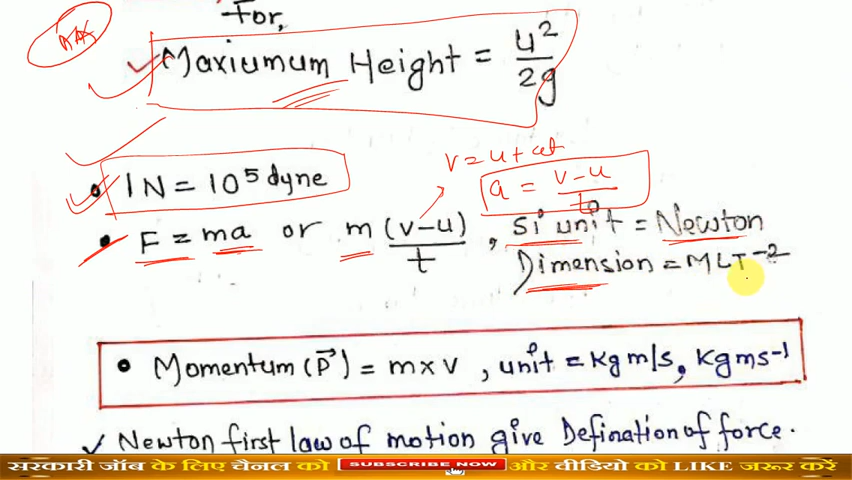 For,
Maxiumum Height = u²/2g
v = u + at
• 1N = 10⁵ dyne
a = v-u/t
• F = ma or m (v-u)/t, SI unit = Newton
Dimension = MLT⁻²
• Momentum (P⃗) = m x v, unit = kg m/s, kgms⁻¹
✓ Newton first law of motion give Defination of force.
सरकारी जॉब के लिए चैनल को SUBSCRIBE NOW और वीडियो को LIKE जरूर करें